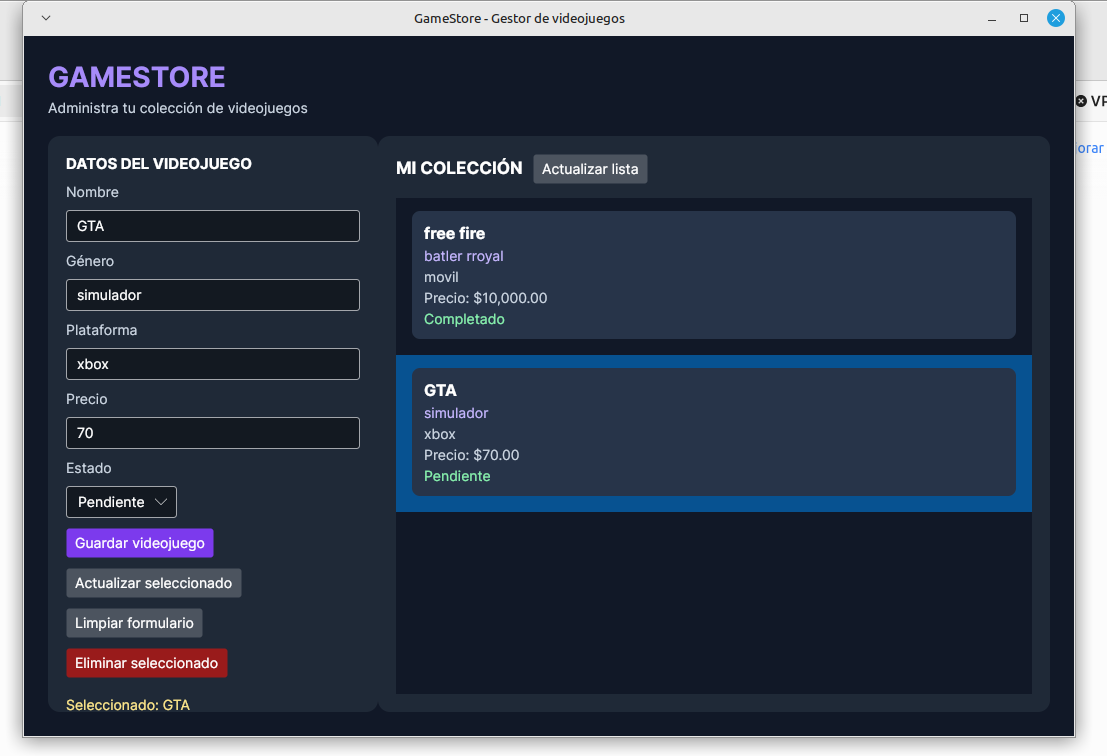 GameStore - Gestor de videojuegos
GAMESTORE
Administra tu colección de videojuegos
DATOS DEL VIDEOJUEGO
Nombre
GTA
Género
simulador
Plataforma
xbox
Precio
70
Estado
Pendiente
Guardar videojuego
Actualizar seleccionado
Limpiar formulario
Eliminar seleccionado
Seleccionado: GTA
MI COLECCIÓN
Actualizar lista
free fire
batler rroyal
movil
Precio: $10,000.00
Completado
GTA
simulador
xbox
Precio: $70.00
Pendiente